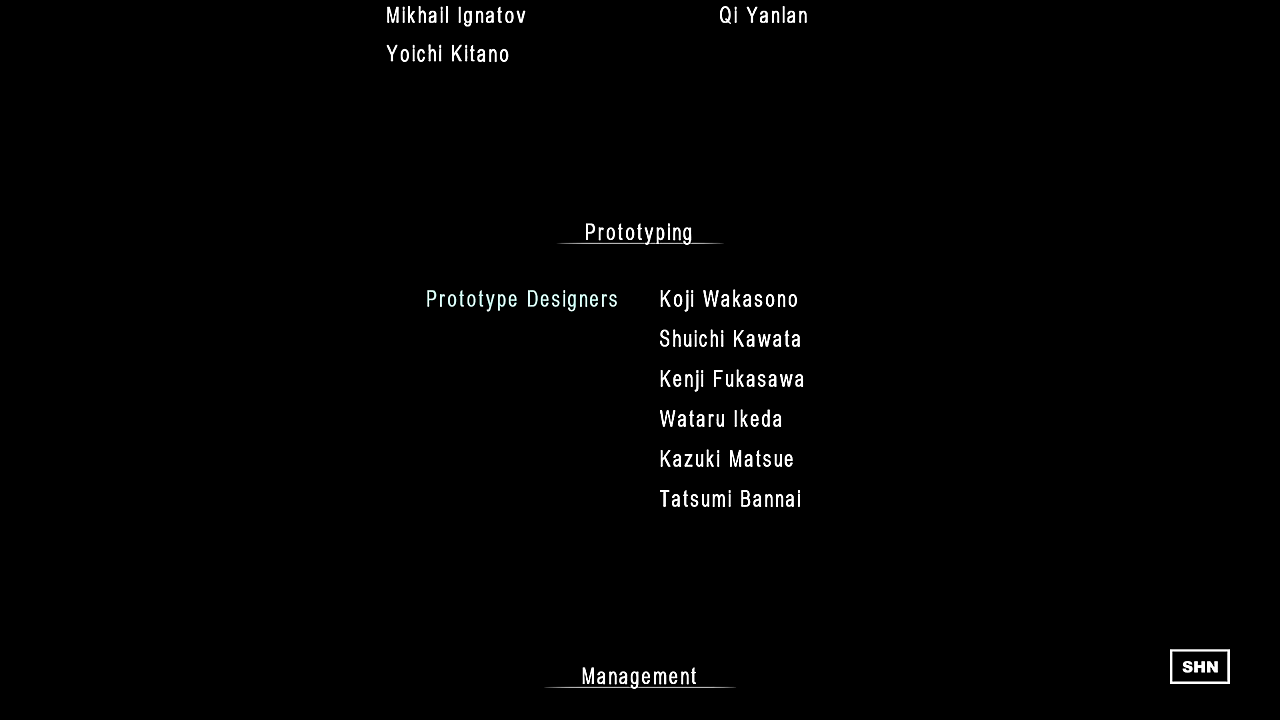 Mikhail Ignatov Qi Yanlan
Yoichi Kitano
Prototyping
Prototype Designers Koji Wakasono
Shuichi Kawata
Kenji Fukasawa
Wataru Ikeda
Kazuki Matsue
Tatsumi Bannai
Management
SHN